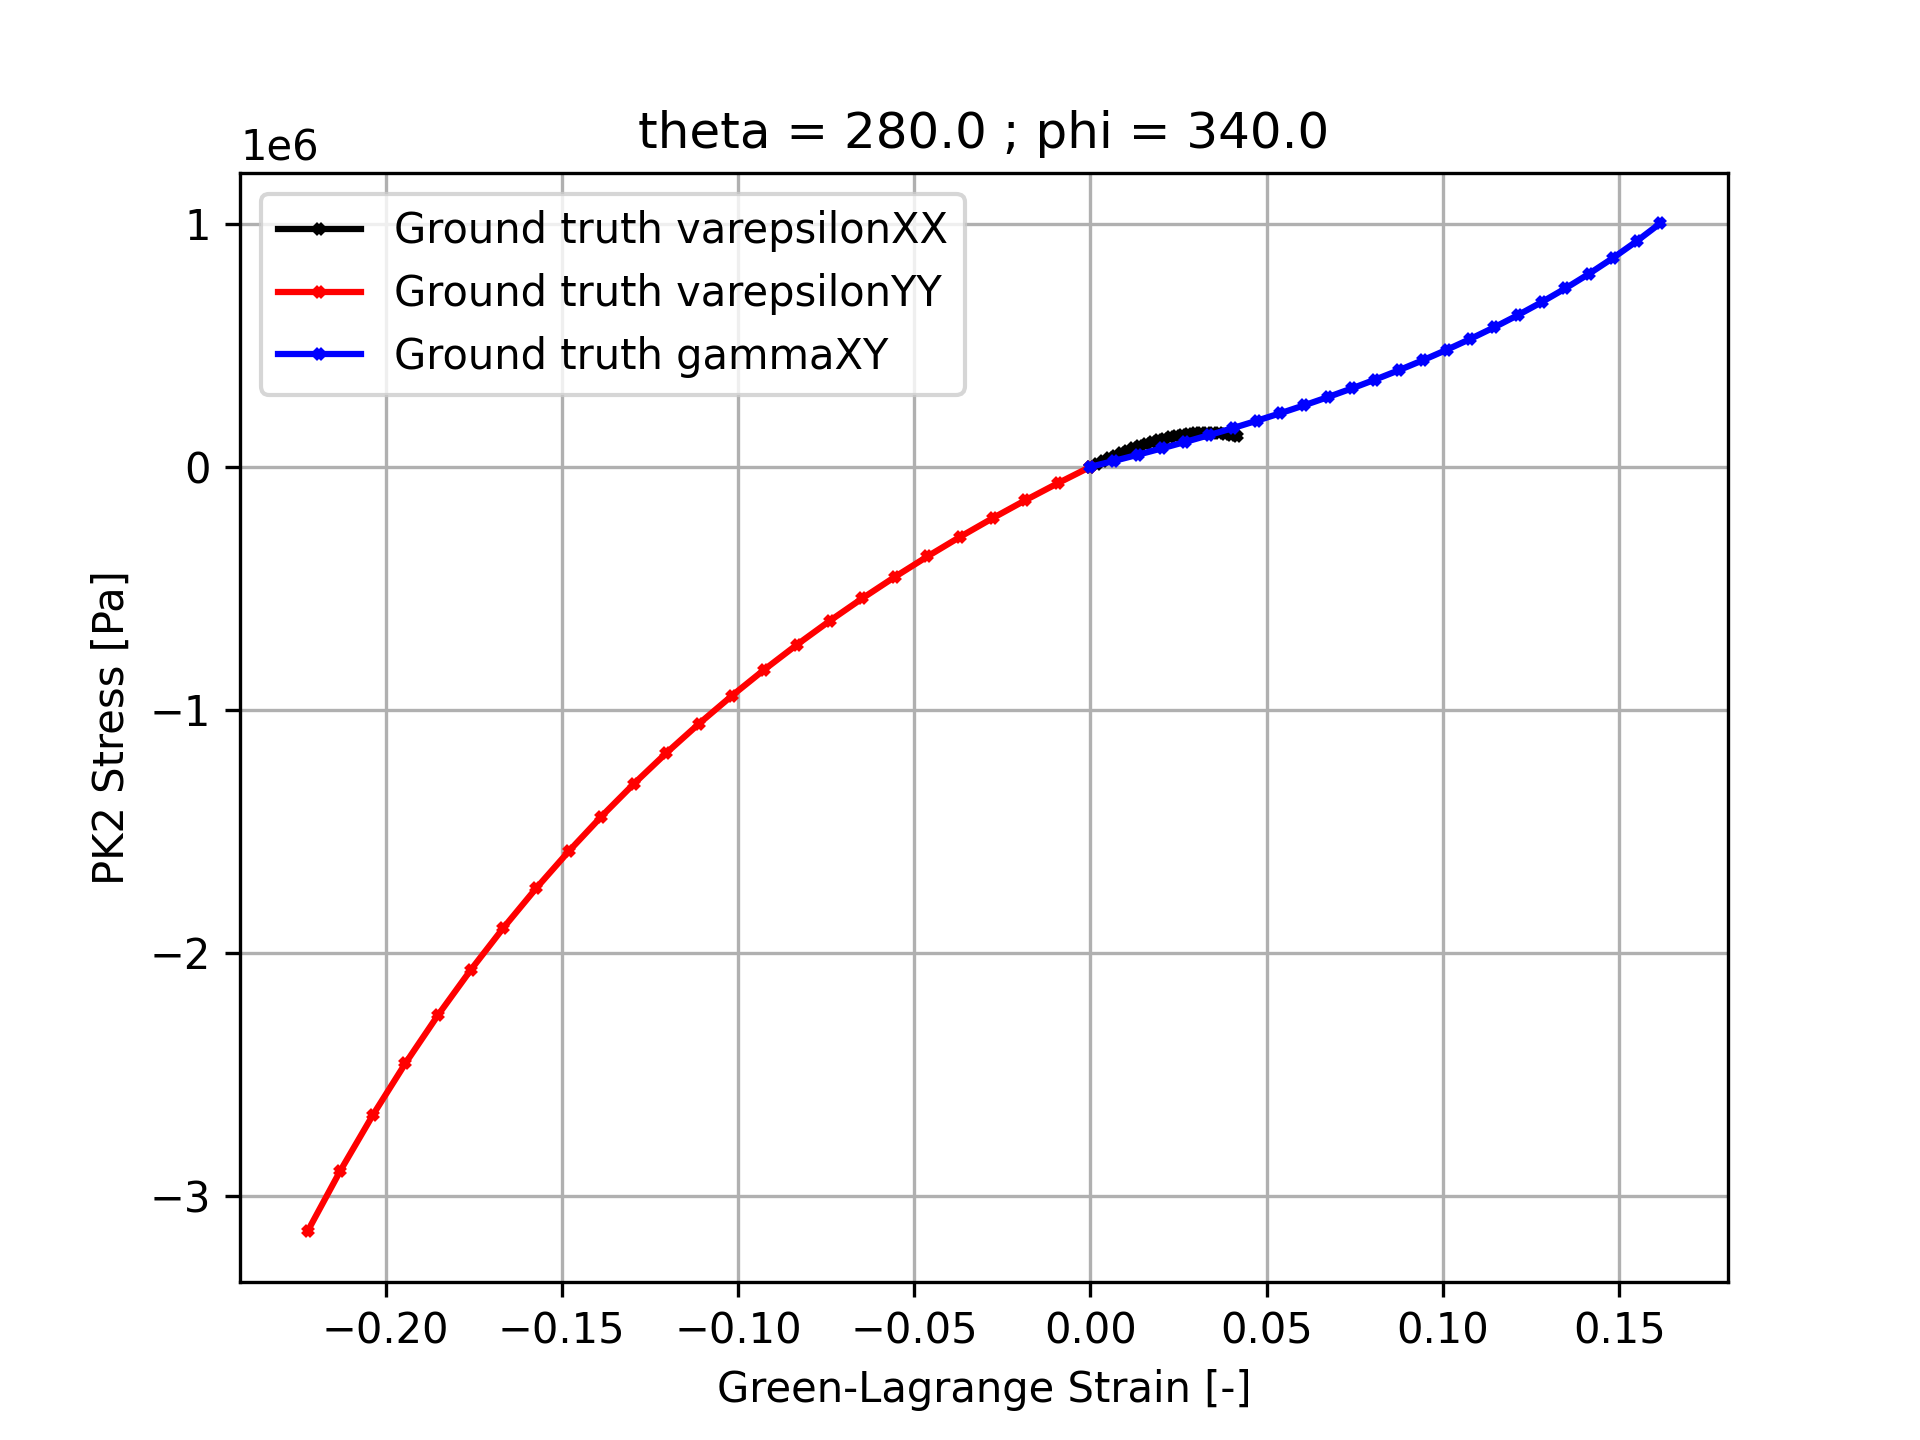 theta = 280.0 ; phi = 340.0
1e6
Ground truth varepsilonXX
Ground truth varepsilonYY
Ground truth gammaXY
1
0
−1
−2
−3
PK2 Stress [Pa]
−0.20 −0.15 −0.10 −0.05 0.00 0.05 0.10 0.15
Green-Lagrange Strain [-]